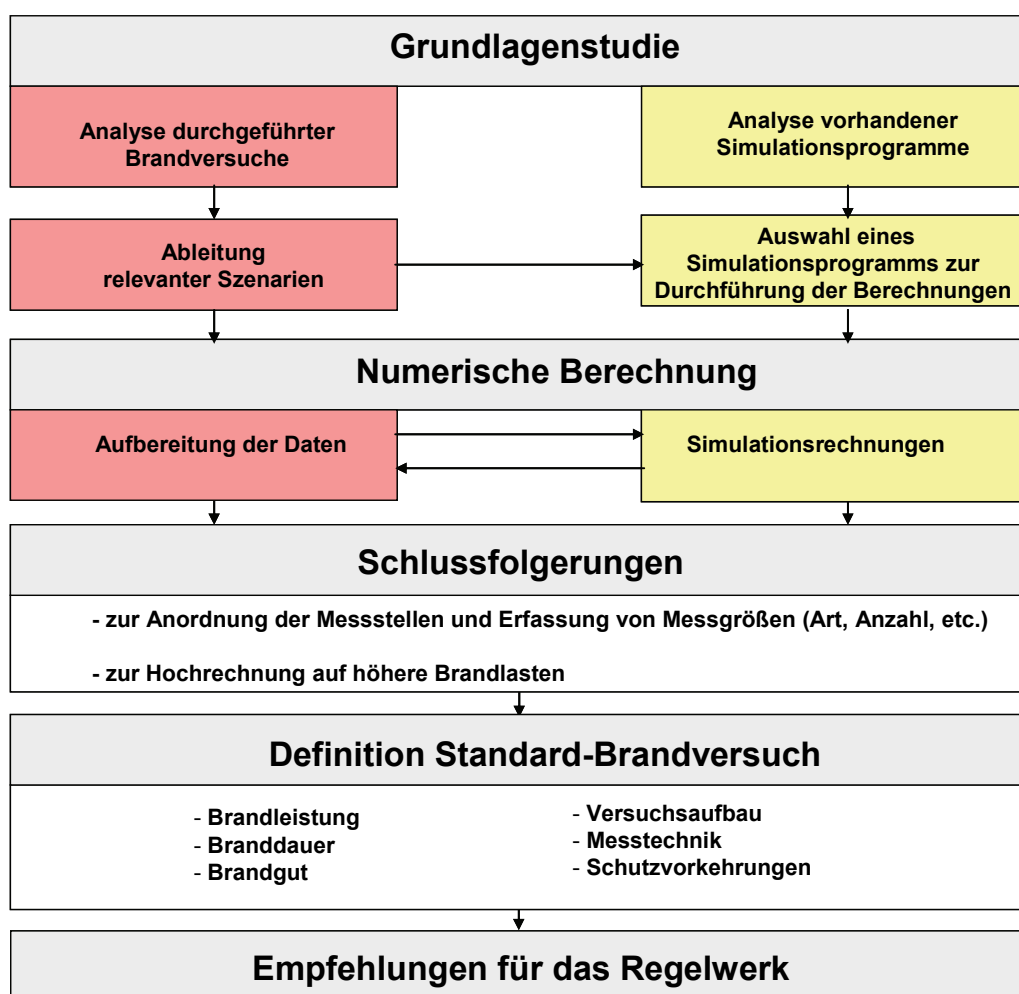 Grundlagenstudie
Analyse durchgeführter
Brandversuche
Analyse vorhandener
Simulationsprogramme
Ableitung
relevanter Szenarien
Auswahl eines
Simulationsprogramms zur
Durchführung der Berechnungen
Numerische Berechnung
Aufbereitung der Daten
Simulationsrechnungen
Schlussfolgerungen
- zur Anordnung der Messstellen und Erfassung von Messgrößen (Art, Anzahl, etc.)
- zur Hochrechnung auf höhere Brandlasten
Definition Standard-Brandversuch
- Brandleistung
- Branddauer
- Brandgut
- Versuchsaufbau
- Messtechnik
- Schutzvorkehrungen
Empfehlungen für das Regelwerk